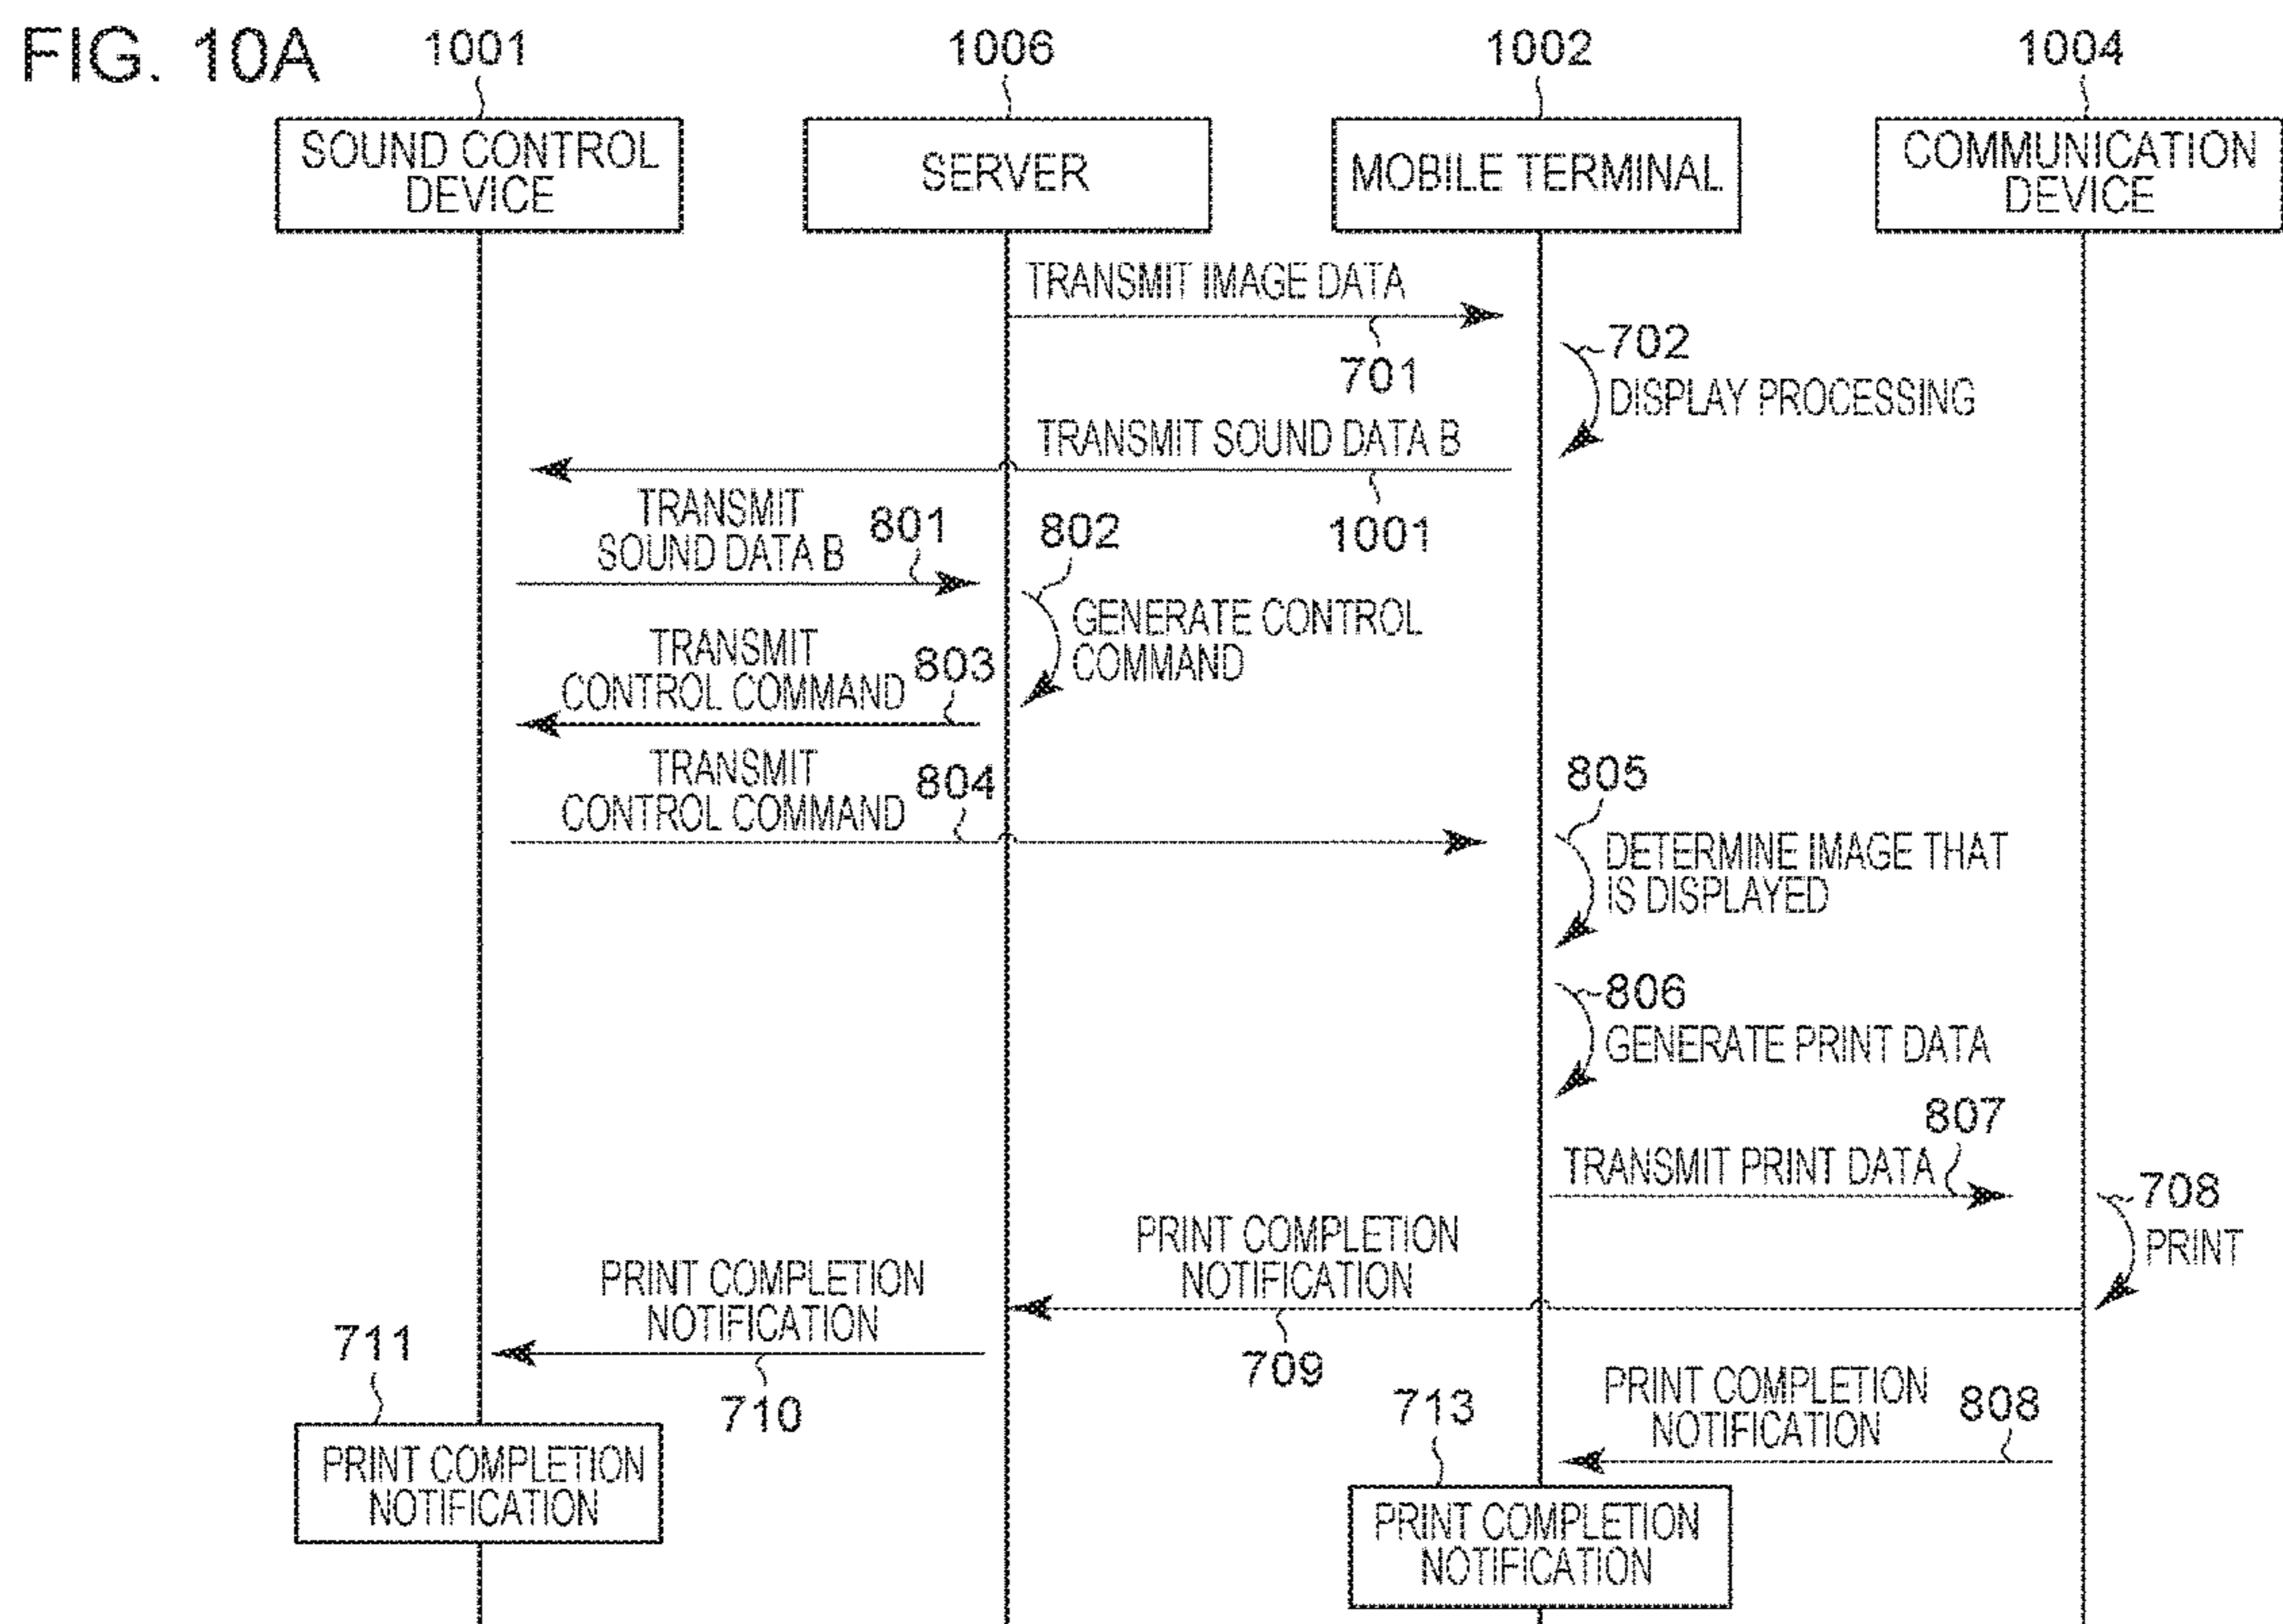 FIG. 10A
1001
1006
1002
1004
SOUND CONTROL
DEVICE
SERVER
MOBILE TERMINAL
COMMUNICATION
DEVICE
TRANSMIT IMAGE DATA
701
702
DISPLAY PROCESSING
TRANSMIT SOUND DATA B
1001
TRANSMIT
SOUND DATA B
801
802
GENERATE CONTROL
COMMAND
TRANSMIT
CONTROL COMMAND
803
TRANSMIT
CONTROL COMMAND
804
805
DETERMINE IMAGE THAT
IS DISPLAYED
806
GENERATE PRINT DATA
807
TRANSMIT PRINT DATA
708
PRINT
PRINT COMPLETION
NOTIFICATION
709
PRINT COMPLETION
NOTIFICATION
710
711
PRINT COMPLETION
NOTIFICATION
PRINT COMPLETION
NOTIFICATION
808
713
PRINT COMPLETION
NOTIFICATION